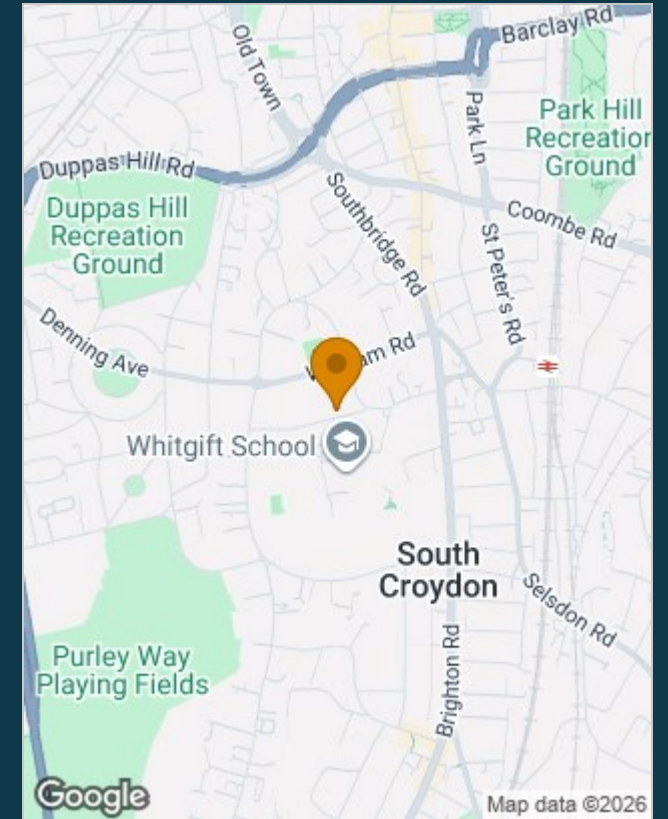 Barclay Rd
Old Town
Park Ln
Park Hill
Recreation
Ground
Duppas Hill Rd
Duppas Hill
Recreation
Ground
Southbridge Rd
Coombe Rd
St Peter's Rd
Denning Ave
Whitgift School
South
Croydon
Selsdon Rd
Purley Way
Playing Fields
Brighton Rd
Google
Map data ©2026